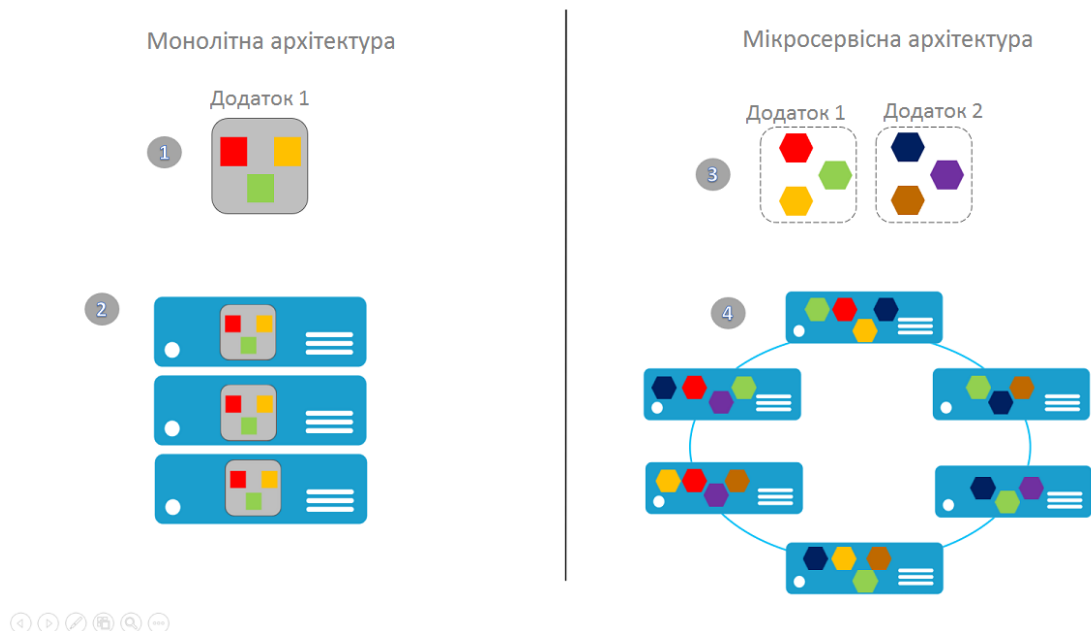 Монолітна архітектура
Додаток 1
1
2
Мікросервісна архітектура
Додаток 1
Додаток 2
3
4